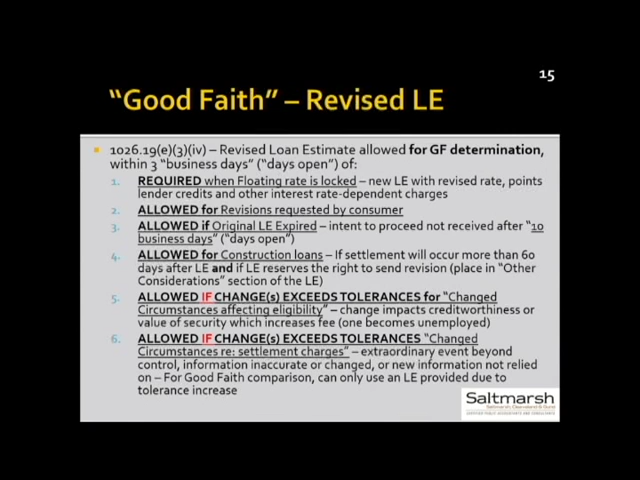 15
“Good Faith” – Revised LE
1026.19(e)(3)(iv) – Revised Loan Estimate allowed for GF determination,
within 3 “business days” (“days open”) of:
1. REQUIRED when Floating rate is locked – new LE with revised rate, points
lender credits and other interest rate-dependent charges
2. ALLOWED for Revisions requested by consumer
3. ALLOWED if Original LE Expired – intent to proceed not received after “10
business days” (“days open”)
4. ALLOWED for Construction loans – If settlement will occur more than 60
days after LE and if LE reserves the right to send revision (place in “Other
Considerations” section of the LE)
5. ALLOWED IF CHANGE(s) EXCEEDS TOLERANCES for “Changed
Circumstances affecting eligibility” – change impacts creditworthiness or
value of security which increases fee (one becomes unemployed)
6. ALLOWED IF CHANGE(s) EXCEEDS TOLERANCES “Changed
Circumstances re: settlement charges” – extraordinary event beyond
control, information inaccurate or changed, or new information not relied
on – For Good Faith comparison, can only use an LE provided due to
tolerance increase
Saltmarsh
Saltmarsh, Cleaveland & Gund
CERTIFIED PUBLIC ACCOUNTANTS AND CONSULTANTS